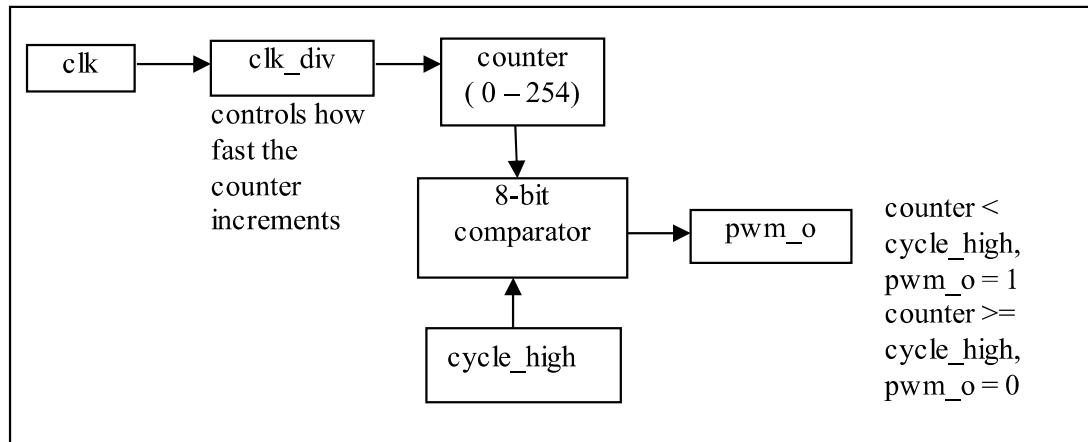 clk
clk_div
controls how
fast the
counter
increments
counter
( 0 – 254)
8-bit
comparator
cycle_high
pwm_o
counter <
cycle_high,
pwm_o = 1
counter >=
cycle_high,
pwm_o = 0